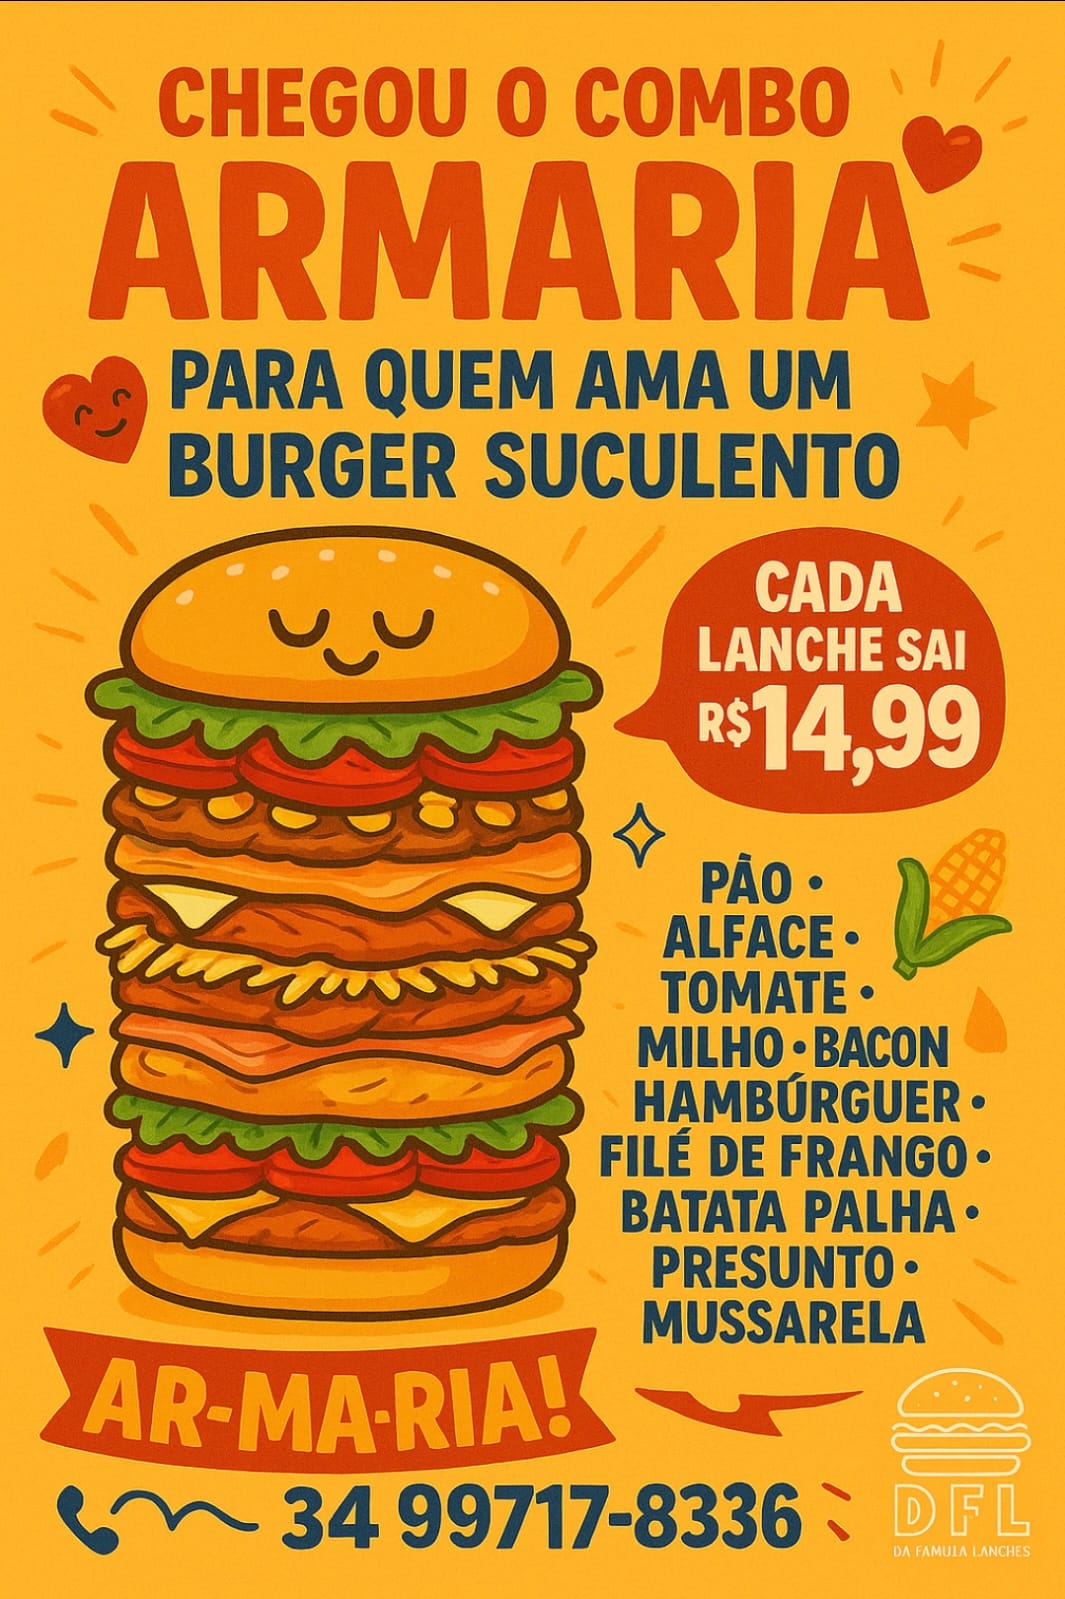 CHEGOU O COMBO
ARMARIA
PARA QUEM AMA UM
BURGER SUCULENTO
CADA
LANCHE SAI
R$14,99
PÃO •
ALFACE •
TOMATE •
MILHO • BACON
HAMBÚRGUER •
FILÉ DE FRANGO •
BATATA PALHA •
PRESUNTO •
MUSSARELA
AR-MA-RIA!
34 99717-8336
DFL
DA FAMUIA LANCHES